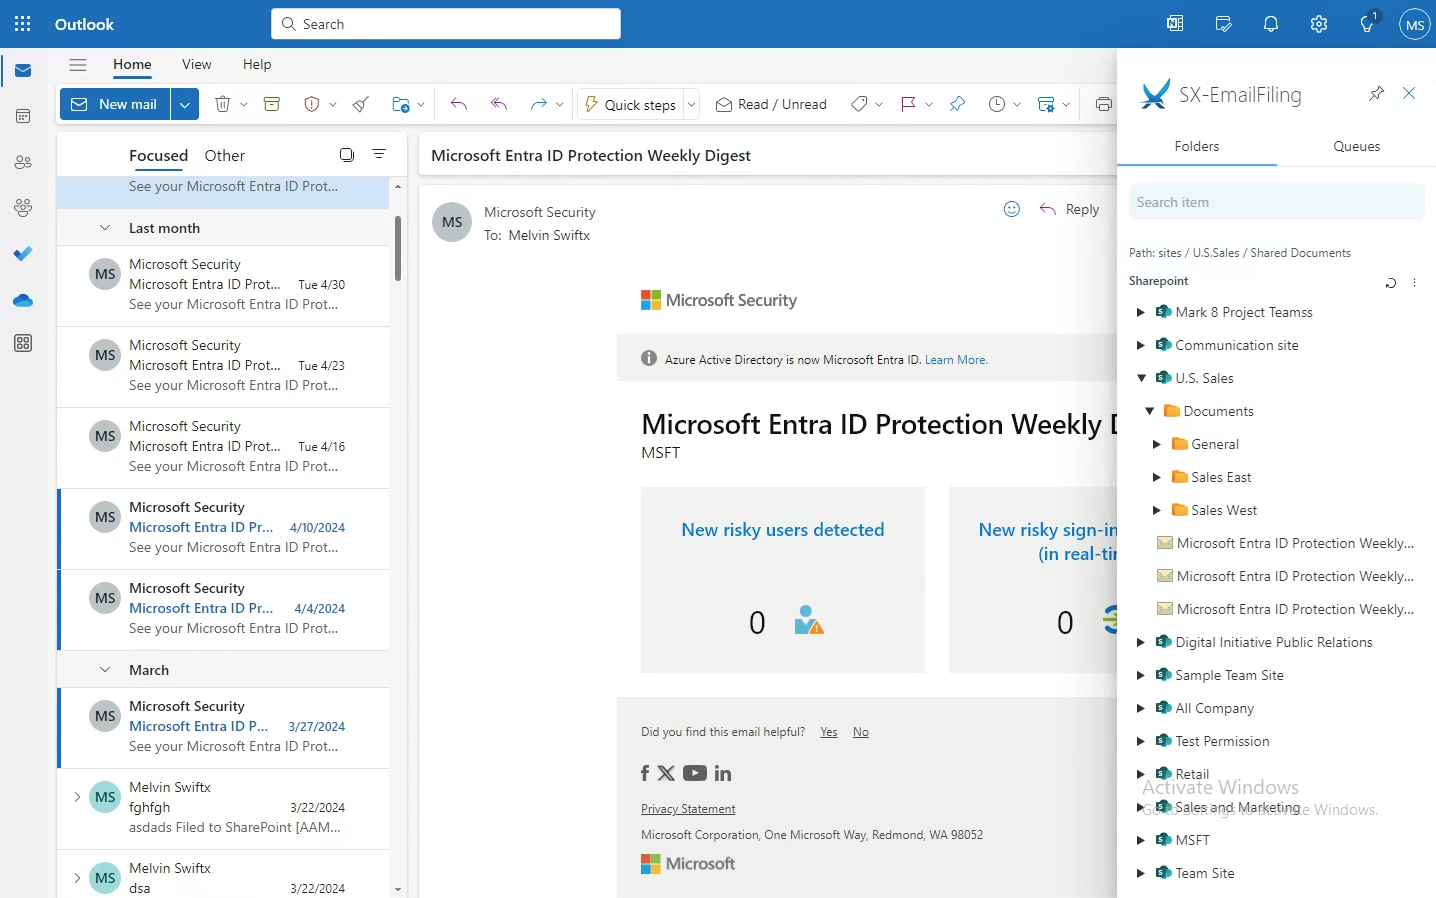 Outlook
Search
1
MS
Home View Help
New mail
Quick steps
Read / Unread
Focused Other
See your Microsoft Entra ID Prot...
Last month
MS
Microsoft Security
Microsoft Entra ID Prot... Tue 4/30
See your Microsoft Entra ID Prot...
MS
Microsoft Security
Microsoft Entra ID Prot... Tue 4/23
See your Microsoft Entra ID Prot...
MS
Microsoft Security
Microsoft Entra ID Prot... Tue 4/16
See your Microsoft Entra ID Prot...
MS
Microsoft Security
Microsoft Entra ID Pr... 4/10/2024
See your Microsoft Entra ID Prot...
MS
Microsoft Security
Microsoft Entra ID Pr... 4/4/2024
See your Microsoft Entra ID Prot...
March
MS
Microsoft Security
Microsoft Entra ID P... 3/27/2024
See your Microsoft Entra ID Prot...
MS
Melvin Swiftx
fghfgh 3/22/2024
asdads Filed to SharePoint [AAM...
MS
Melvin Swiftx
dsa 3/22/2024
Microsoft Entra ID Protection Weekly Digest
MS
Microsoft Security
To: Melvin Swiftx
Reply
Microsoft Security
Azure Active Directory is now Microsoft Entra ID. Learn More.
Microsoft Entra ID Protection Weekly D
MSFT
New risky users detected
0
New risky sign-in
(in real-tim
0
Did you find this email helpful? Yes No
Privacy Statement
Microsoft Corporation, One Microsoft Way, Redmond, WA 98052
Microsoft
SX-EmailFiling
Folders Queues
Search item
Path: sites / U.S.Sales / Shared Documents
Sharepoint
Mark 8 Project Teamss
Communication site
U.S. Sales
Documents
General
Sales East
Sales West
Microsoft Entra ID Protection Weekly...
Microsoft Entra ID Protection Weekly...
Microsoft Entra ID Protection Weekly...
Digital Initiative Public Relations
Sample Team Site
All Company
Test Permission
Retail
Activate Windows
Sales and Marketing
Go to Settings to activate Windows.
MSFT
Team Site